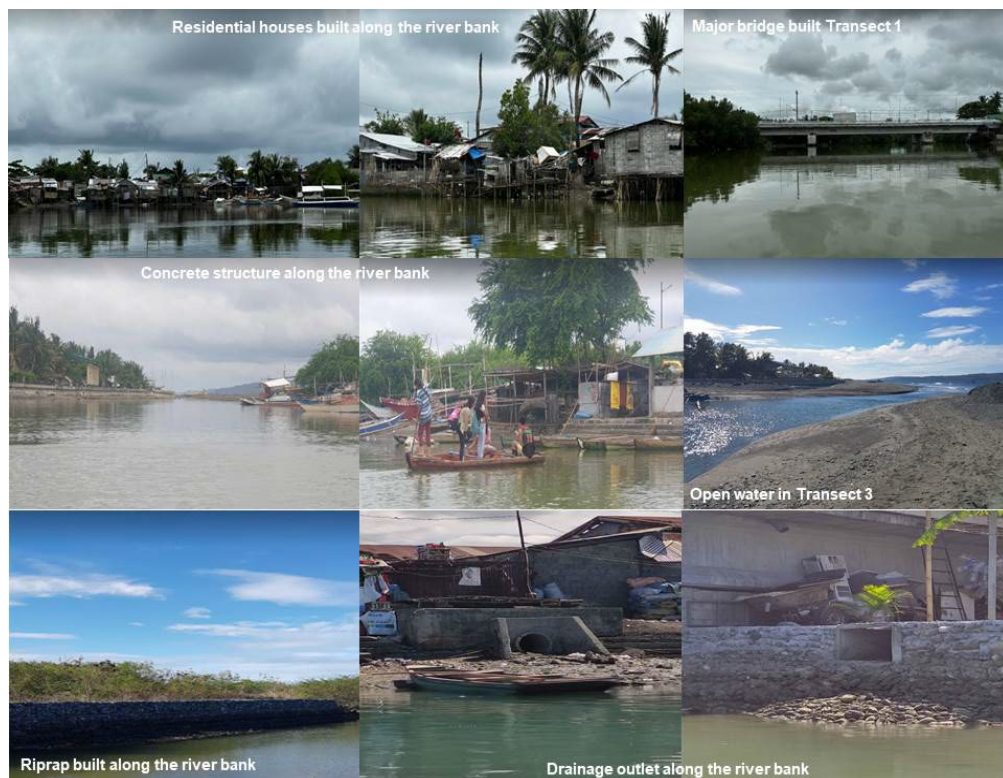 Residential houses built along the river bank
Major bridge built Transect 1
Concrete structure along the river bank
Open water in Transect 3
Riprap built along the river bank
Drainage outlet along the river bank